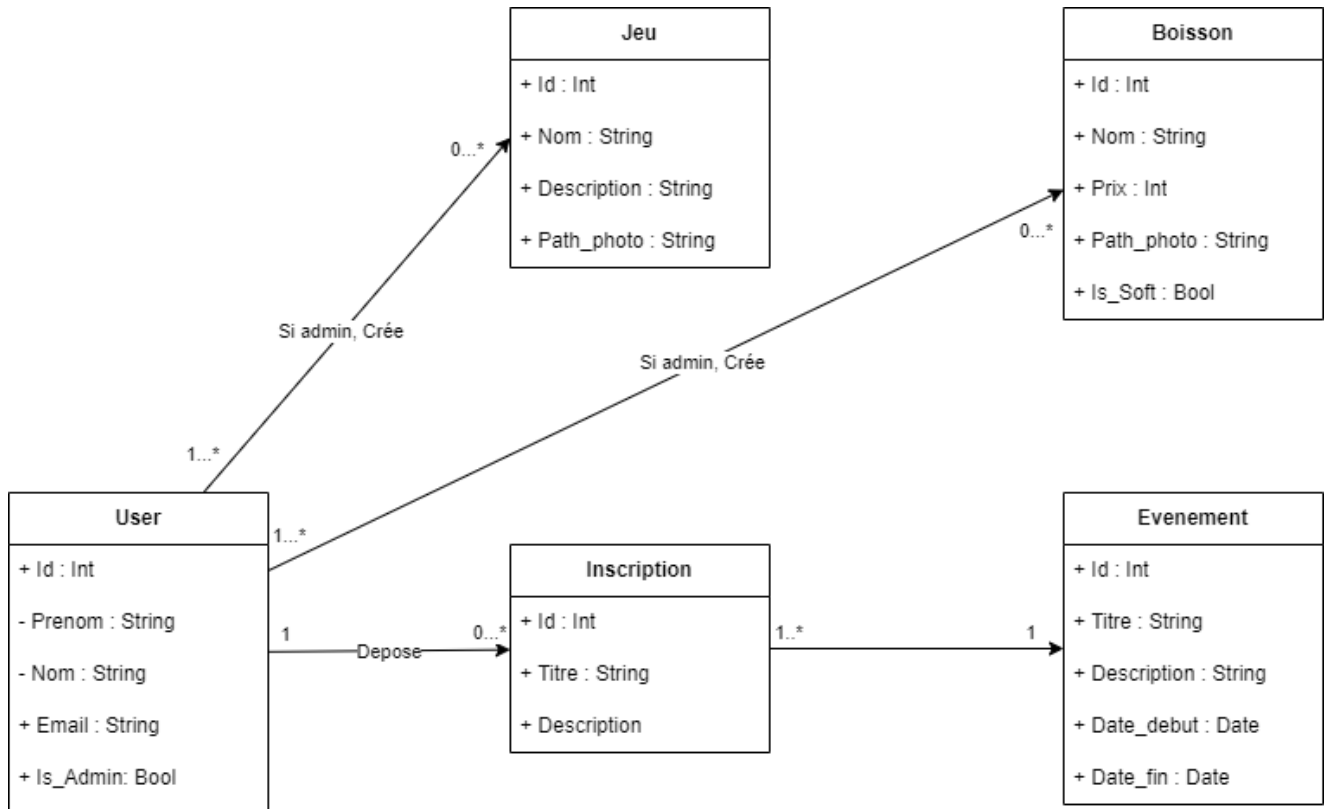 Jeu
+ Id : Int
+ Nom : String
+ Description : String
+ Path_photo : String
Boisson
+ Id : Int
+ Nom : String
+ Prix : Int
+ Path_photo : String
+ Is_Soft : Bool
0...*
0...*
Si admin, Crée
Si admin, Crée
1...*
1...*
User
+ Id : Int
- Prenom : String
- Nom : String
+ Email : String
+ Is_Admin: Bool
1
Depose
0...*
Inscription
+ Id : Int
+ Titre : String
+ Description
1..*
1
Evenement
+ Id : Int
+ Titre : String
+ Description : String
+ Date_debut : Date
+ Date_fin : Date